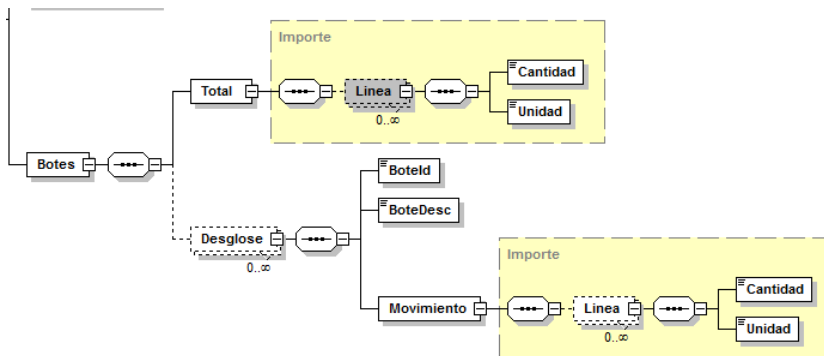 Importe
Total
Linea
0..∞
Cantidad
Unidad
Botes
Desglose
0..∞
BoteId
BoteDesc
Movimiento
Importe
Linea
0..∞
Cantidad
Unidad